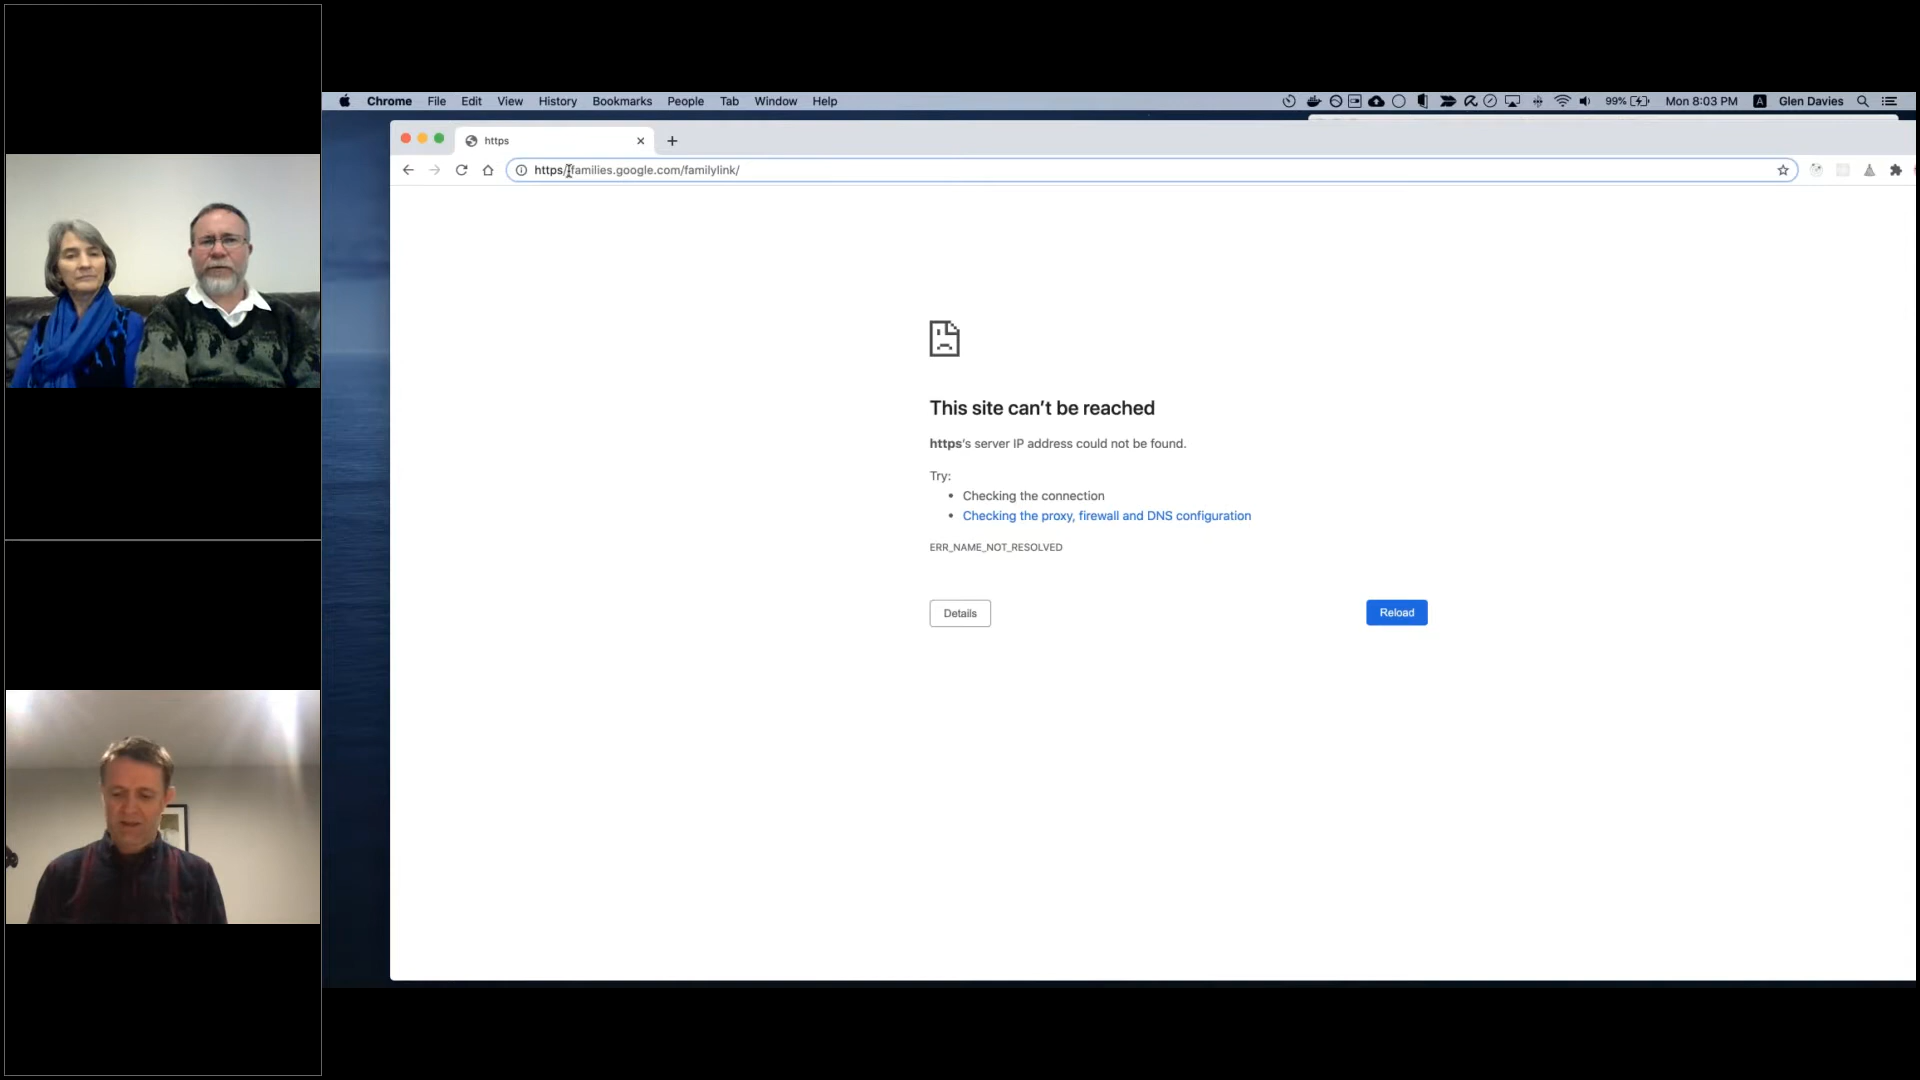 Chrome File Edit View History Bookmarks People Tab Window Help 99% Mon 8:03 PM A Glen Davies
https
https/families.google.com/familylink/
This site can't be reached
https's server IP address could not be found.
Try:
• Checking the connection
• Checking the proxy, firewall and DNS configuration
ERR_NAME_NOT_RESOLVED
Details Reload